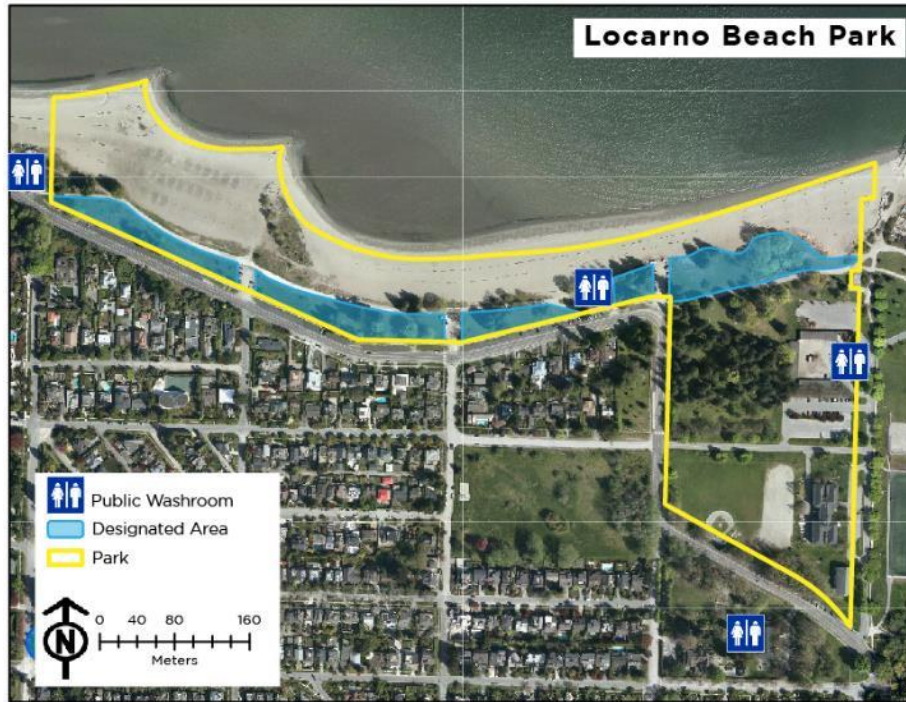 Locarno Beach Park
Public Washroom
Designated Area
Park
N
0 40 80 160
Meters